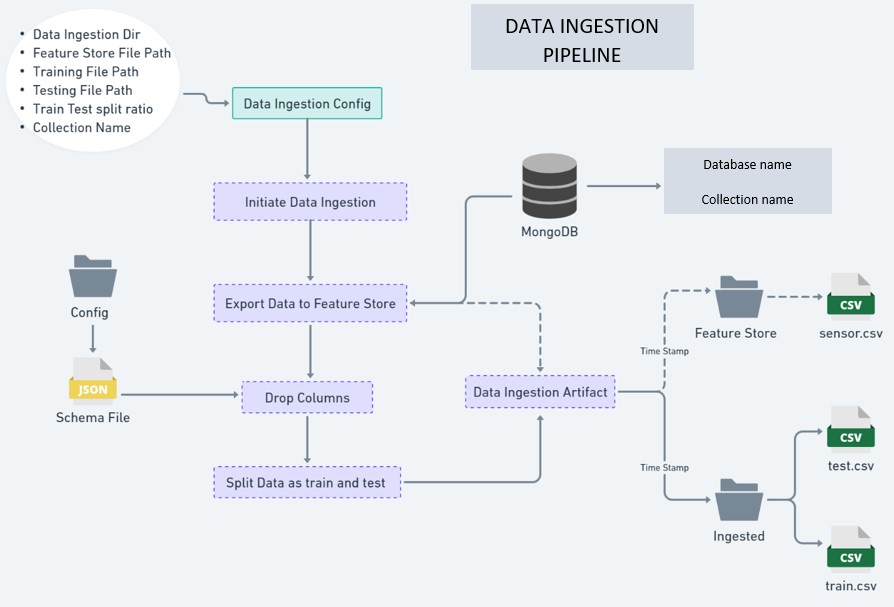 DATA INGESTION
PIPELINE
• Data Ingestion Dir
• Feature Store File Path
• Training File Path
• Testing File Path
• Train Test split ratio
• Collection Name
Data Ingestion Config
Initiate Data Ingestion
MongoDB
Database name
Collection name
Config
Export Data to Feature Store
Feature Store
CSV
sensor.csv
Time Stamp
JSON
Schema File
Drop Columns
Data Ingestion Artifact
Split Data as train and test
Time Stamp
Ingested
CSV
test.csv
CSV
train.csv